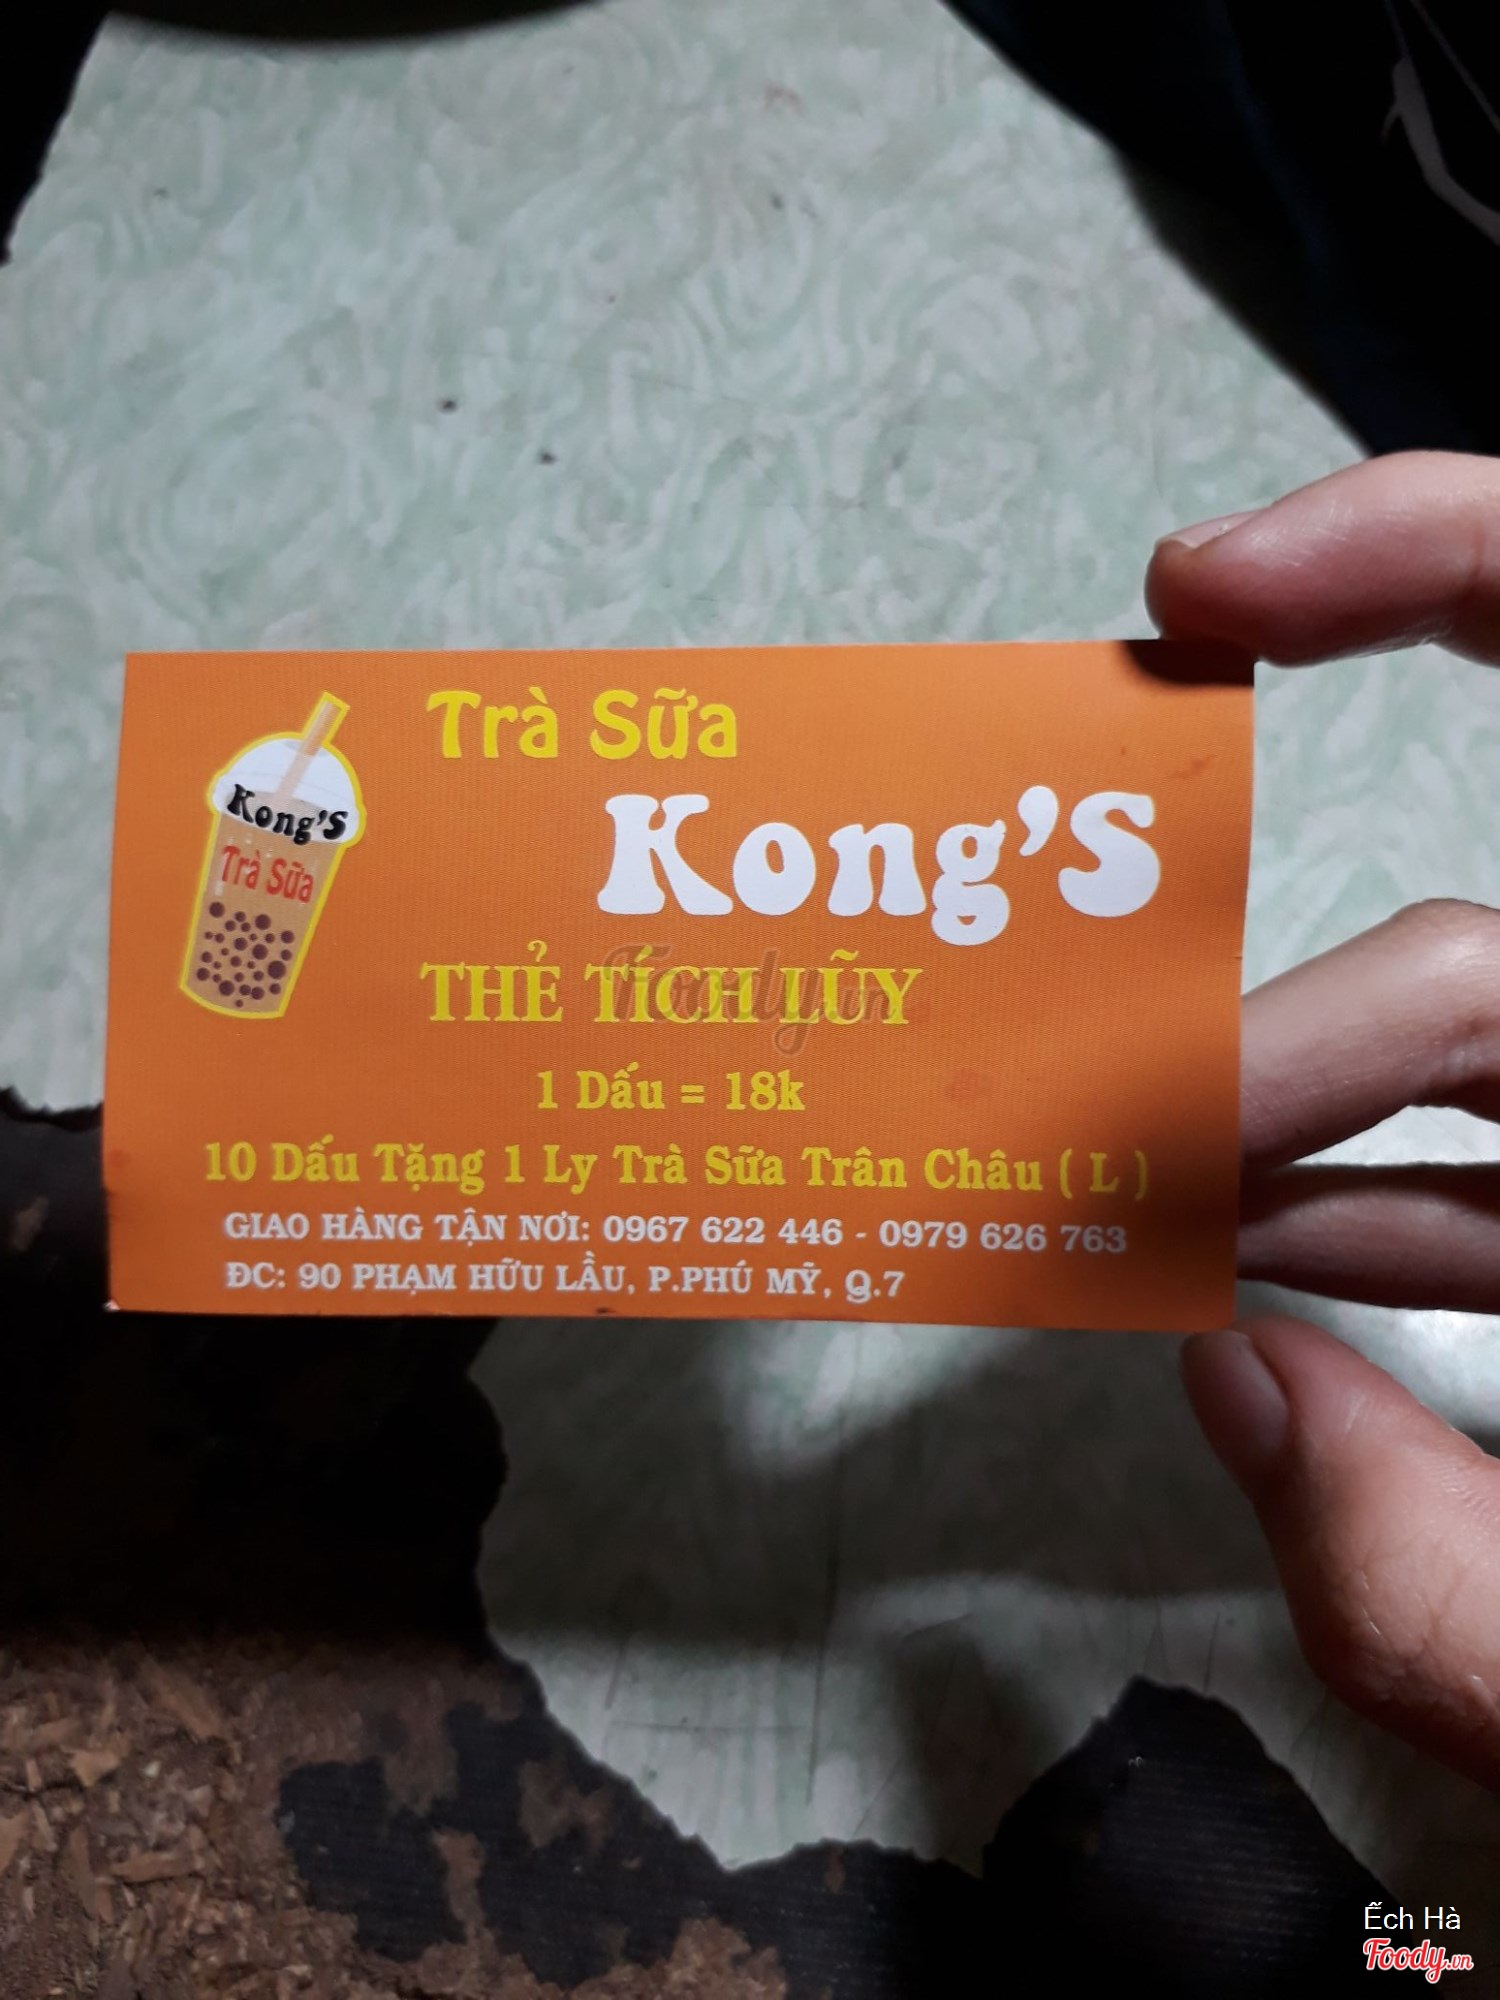 Trà Sữa
Kong'S
Kong'S
Trà Sữa
THẺ TÍCH LŨY
Foody.vn
1 Dấu = 18k
10 Dấu Tặng 1 Ly Trà Sữa Trân Châu ( L )
GIAO HÀNG TẬN NƠI: 0967 622 446 - 0979 626 763
ĐC: 90 PHẠM HỮU LẦU, P.PHÚ MỸ, Q.7
Ếch Hà
Foody.vn